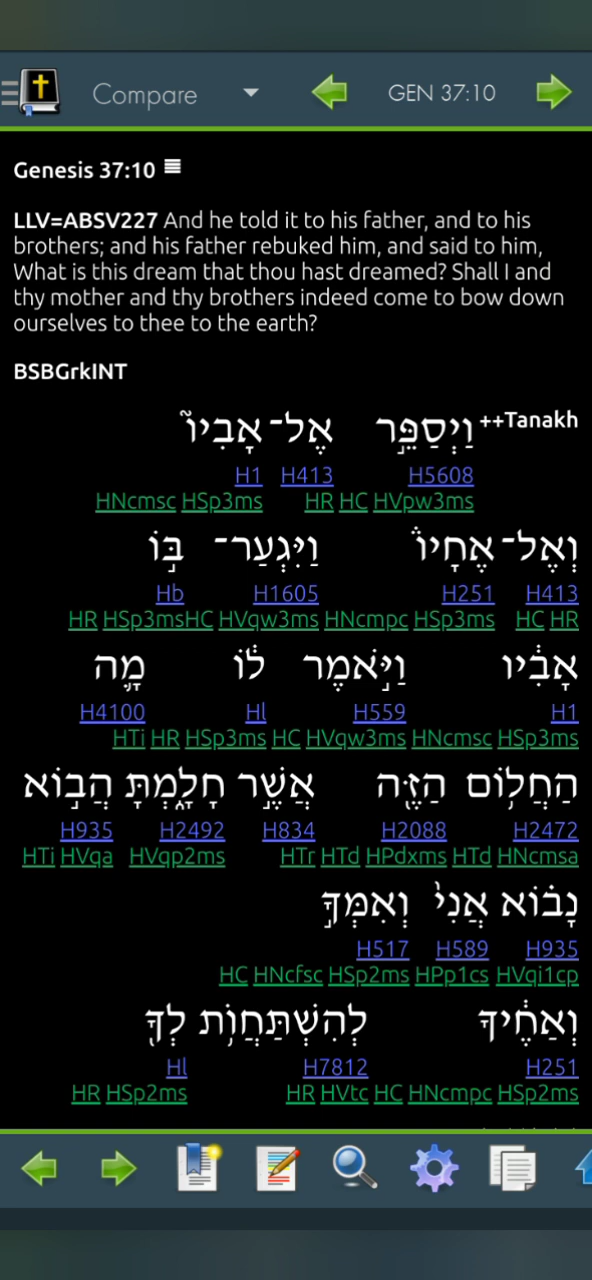 Compare
GEN 37:10
Genesis 37:10
LLV=ABSV227 And he told it to his father, and to his
brothers; and his father rebuked him, and said to him,
What is this dream that thou hast dreamed? Shall I and
thy mother and thy brothers indeed come to bow down
ourselves to thee to the earth?
BSBGrkINT
++Tanakh וַיְסַפֵּ֣ר אֶל־ אָבִיו֮
H1 H413 H5608
HNcmsc HSp3ms HR HC HVpw3ms
וְאֶל־ אֶחָיו֒ וַיִּגְעַר־ בּ֣וֹ
Hb H1605 H251 H413
HR HSp3msHC HVqw3ms HNcmpc HSp3ms HC HR
אָבִ֔יו וַיֹּ֣אמֶר ל֔וֹ מָ֛ה
H4100 Hl H559 H1
HTi HR HSp3ms HC HVqw3ms HNcmsc HSp3ms
הַחֲל֥וֹם הַזֶּ֖ה אֲשֶׁ֣ר חָלָ֑מְתָּ הֲב֣וֹא
H935 H2492 H834 H2088 H2472
HTi HVqa HVqp2ms HTr HTd HPdxms HTd HNcmsa
נָב֗וֹא אֲנִי֙ וְאִמְּךָ֣
H517 H589 H935
HC HNcfsc HSp2ms HPp1cs HVqi1cp
וְאַחֶ֔יךָ לְהִשְׁתַּחֲוֺ֥ת לְךָ֖
Hl H7812 H251
HR HSp2ms HR HVtc HC HNcmpc HSp2ms